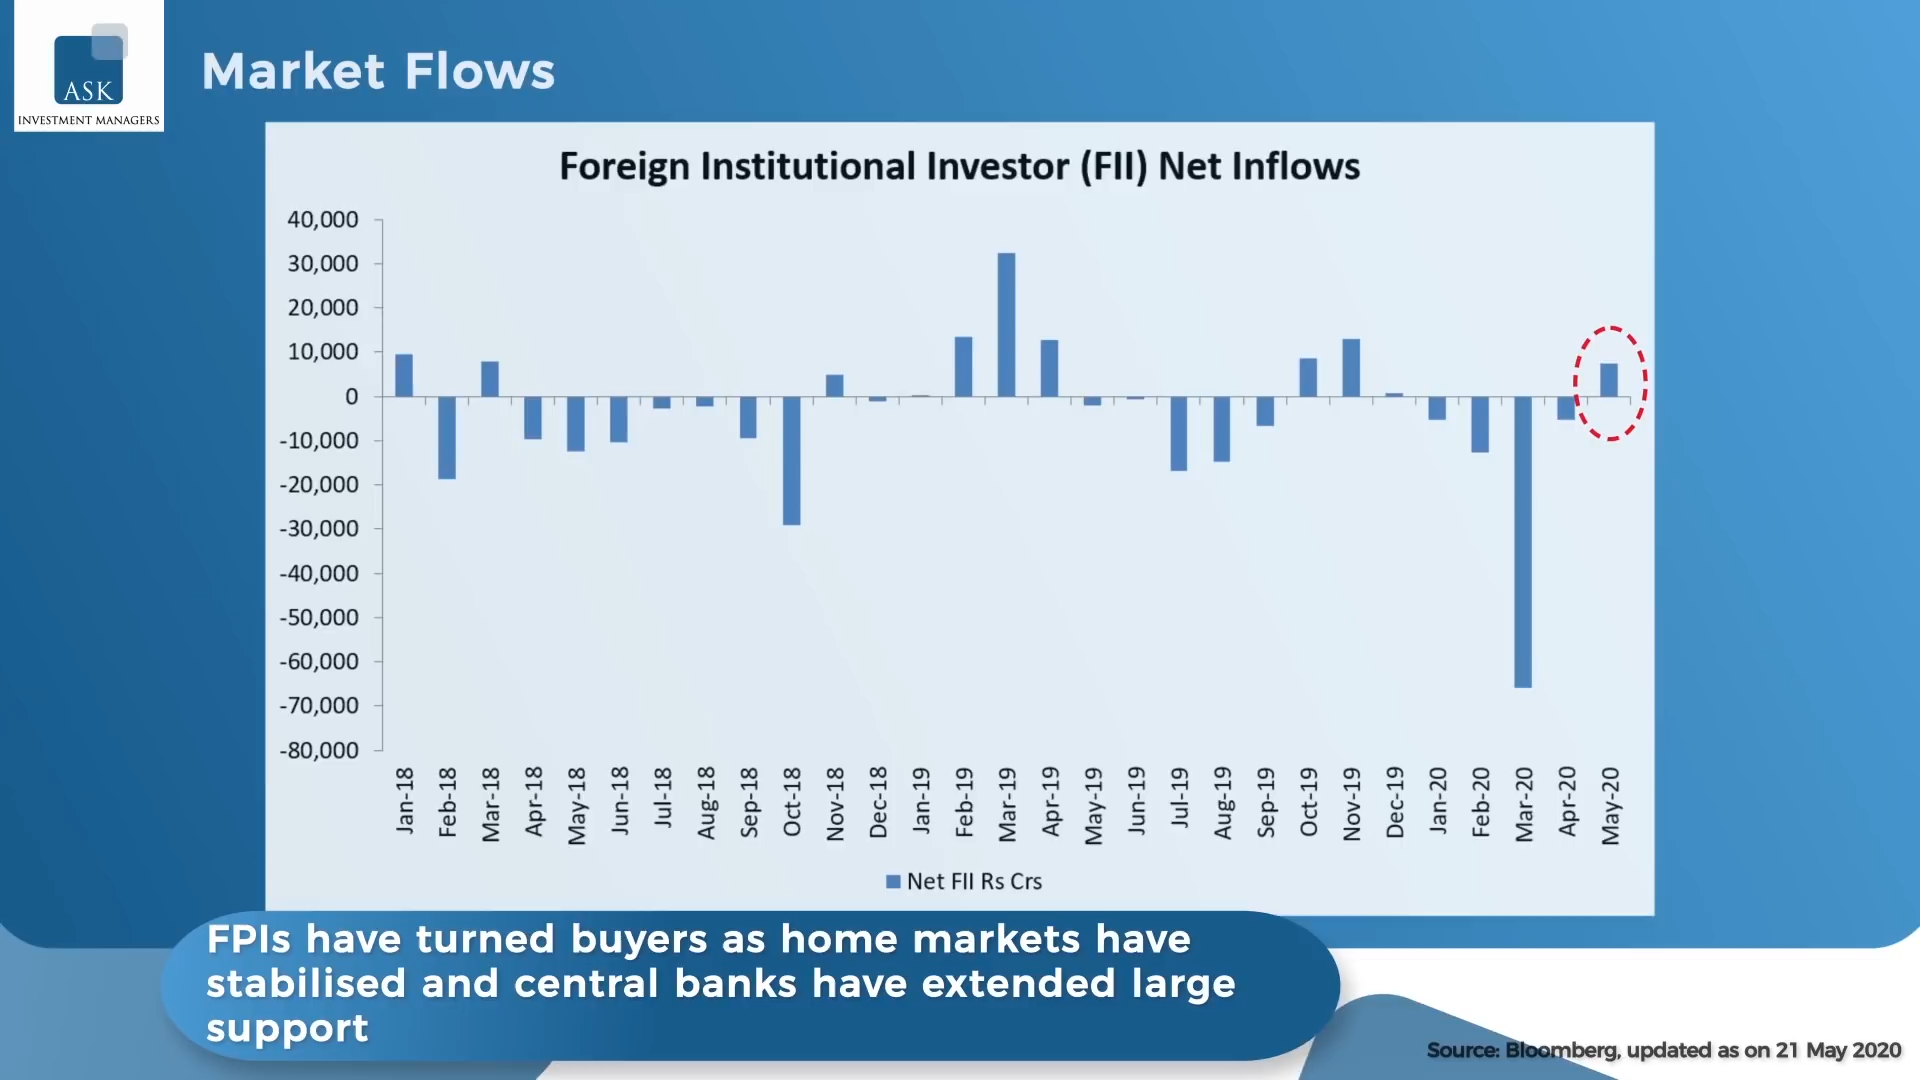 ASK
INVESTMENT MANAGERS
Market Flows
Foreign Institutional Investor (FII) Net Inflows
40,000
30,000
20,000
10,000
0
-10,000
-20,000
-30,000
-40,000
-50,000
-60,000
-70,000
-80,000
Jan-18
Feb-18
Mar-18
Apr-18
May-18
Jun-18
Jul-18
Aug-18
Sep-18
Oct-18
Nov-18
Dec-18
Jan-19
Feb-19
Mar-19
Apr-19
May-19
Jun-19
Jul-19
Aug-19
Sep-19
Oct-19
Nov-19
Dec-19
Jan-20
Feb-20
Mar-20
Apr-20
May-20
Net FII Rs Crs
FPIs have turned buyers as home markets have
stabilised and central banks have extended large
support
Source: Bloomberg, updated as on 21 May 2020